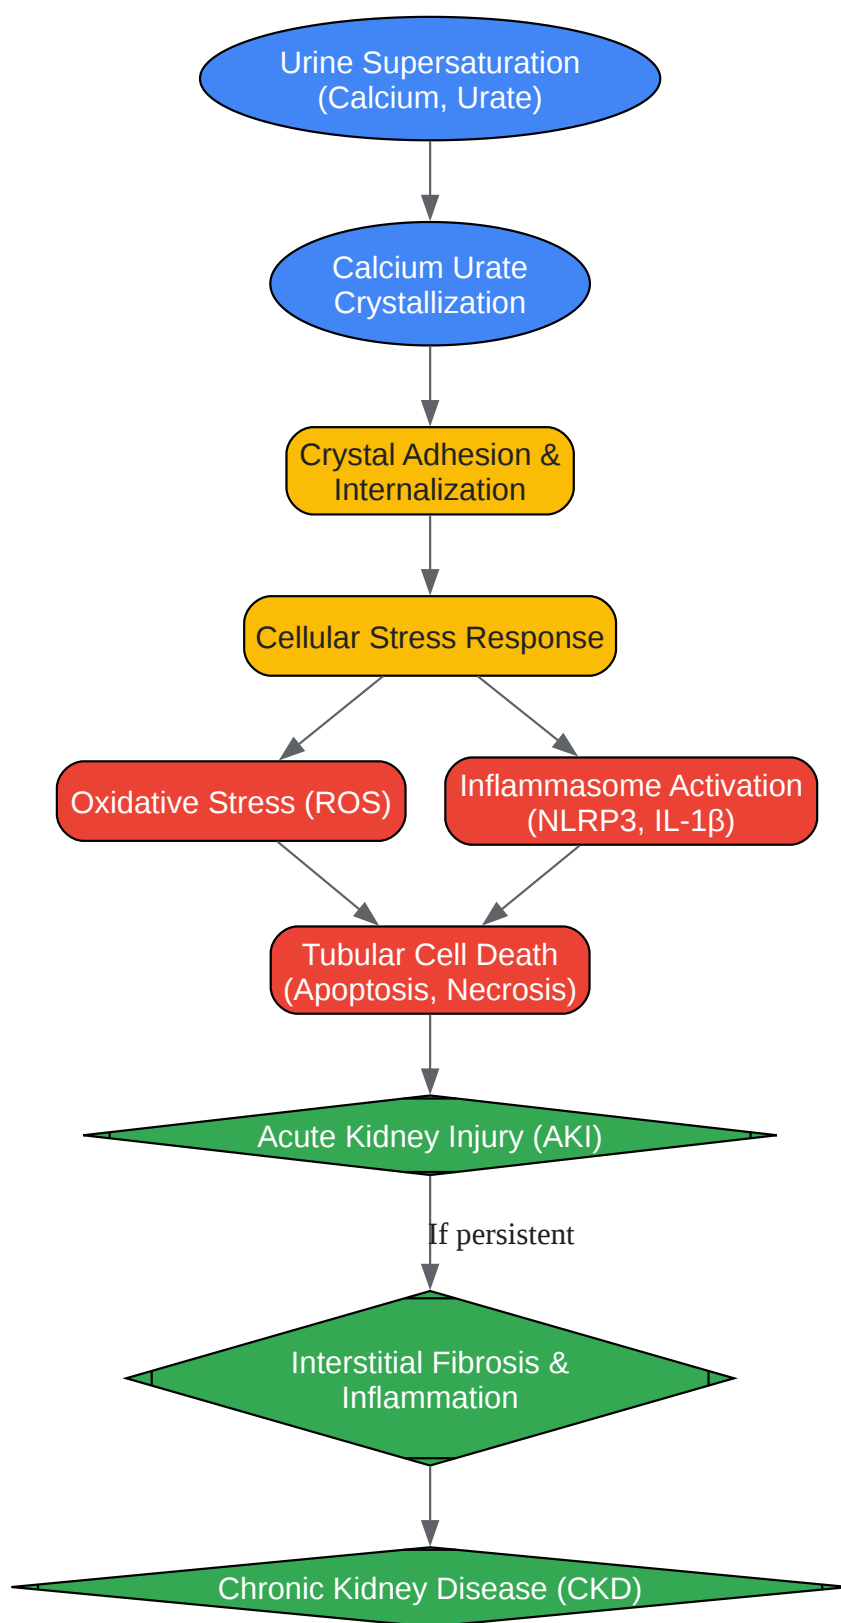 Urine Supersaturation
(Calcium, Urate)
Calcium Urate
Crystallization
Crystal Adhesion &
Internalization
Cellular Stress Response
Oxidative Stress (ROS)
Inflammasome Activation
(NLRP3, IL-1β)
Tubular Cell Death
(Apoptosis, Necrosis)
Acute Kidney Injury (AKI)
If persistent
Interstitial Fibrosis &
Inflammation
Chronic Kidney Disease (CKD)